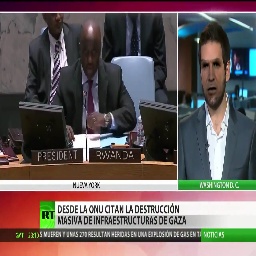 PRESIDENT
RWANDA
NUEVA YORK
WASHINGTON D. C.
RT
DESDE LA ONU CITAN LA DESTRUCCIÓN
MASIVA DE INFRAESTRUCTURAS DE GAZA
MUEREN Y UNAS 270 RESULTAN HERIDAS EN UNA EXPLOSIÓN DE GAS EN
NOTICIAS